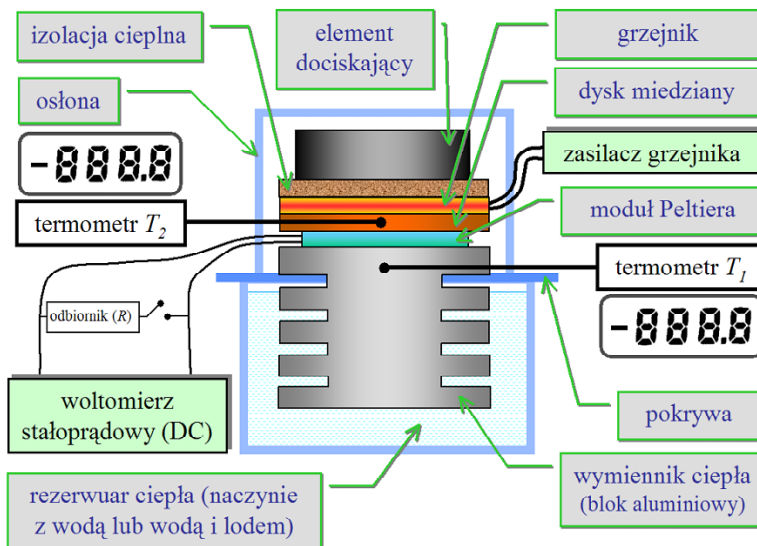 izolacja cieplna
element
dociskający
grzejnik
osłona
dysk miedziany
-888.8
zasilacz grzejnika
termometr T2
moduł Peltiera
termometr T1
odbiornik (R)
-888.8
woltomierz
stałoprądowy (DC)
pokrywa
rezerwuar ciepła (naczynie
z wodą lub wodą i lodem)
wymiennik ciepła
(blok aluminiowy)